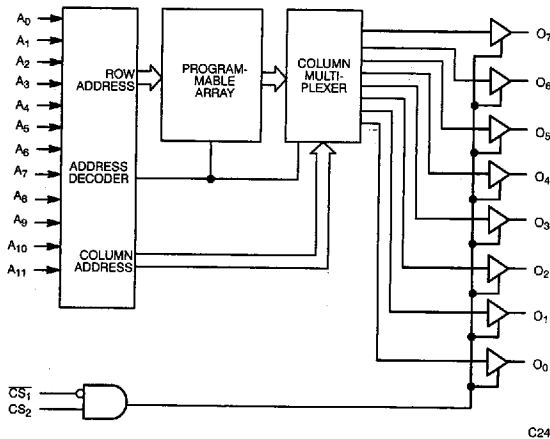 A0
A1
A2
A3
A4
A5
A6
A7
A8
A9
A10
A11
ROW
ADDRESS
ADDRESS
DECODER
COLUMN
ADDRESS
PROGRAM-
MABLE
ARRAY
COLUMN
MULTI-
PLEXER
O7
O6
O5
O4
O3
O2
O1
O0
CS1
CS2
C24